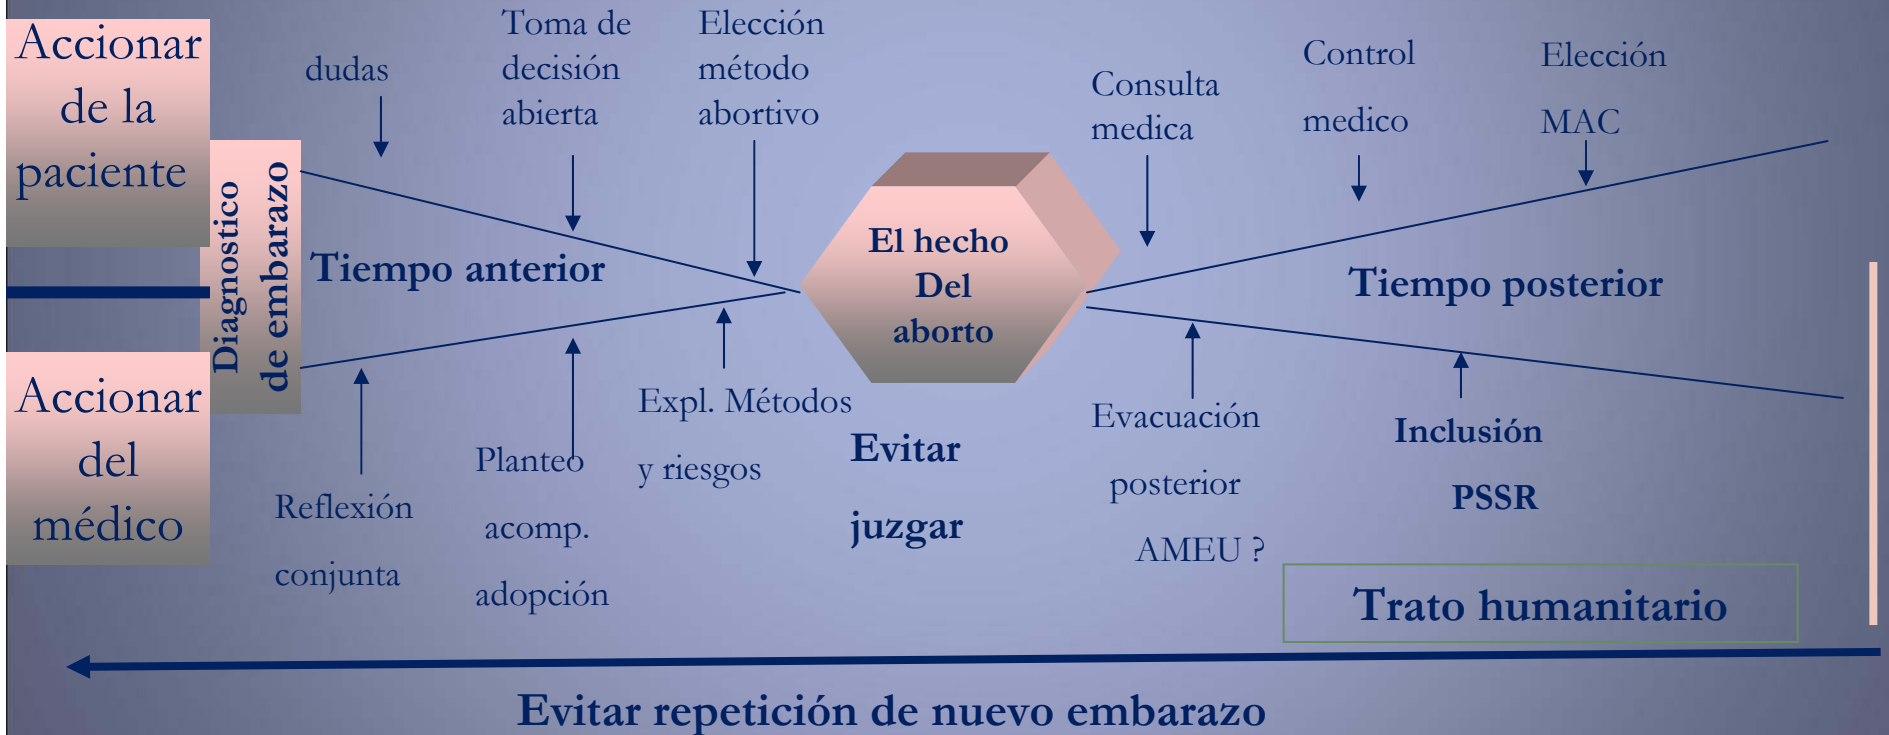 Accionar
de la
paciente
Diagnostico
de embarazo
Accionar
del
médico
dudas
Toma de
decisión
abierta
Elección
método
abortivo
Tiempo anterior
Reflexión
conjunta
Planteo
acomp.
adopción
Expl. Métodos
y riesgos
El hecho
Del
aborto
Evitar
juzgar
Consulta
medica
Control
medico
Elección
MAC
Tiempo posterior
Evacuación
posterior
AMEU ?
Inclusión
PSSR
Trato humanitario
Evitar repetición de nuevo embarazo